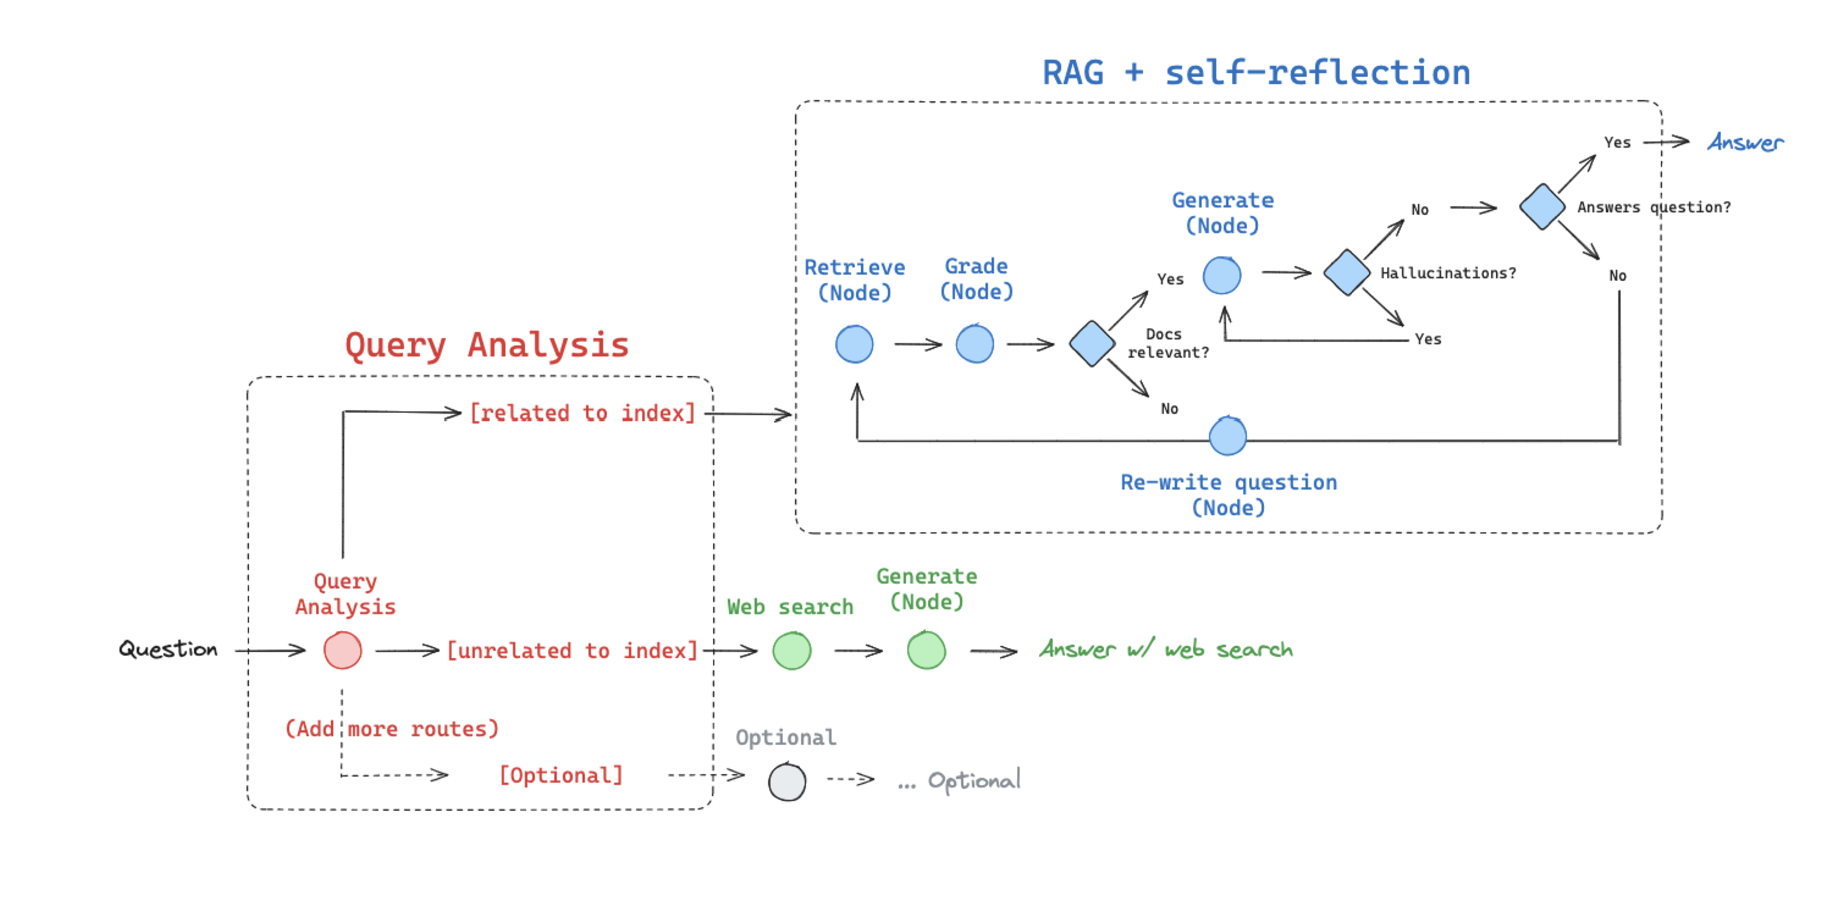 RAG + self-reflection
Yes
Answer
Generate
(Node)
No
Answers question?
Retrieve
(Node)
Grade
(Node)
Yes
Hallucinations?
No
Docs
relevant?
Yes
No
Re-write question
(Node)
Query Analysis
[related to index]
Query
Analysis
Question
[unrelated to index]
Web search
Generate
(Node)
Answer w/ web search
(Add more routes)
[Optional]
Optional
... Optional